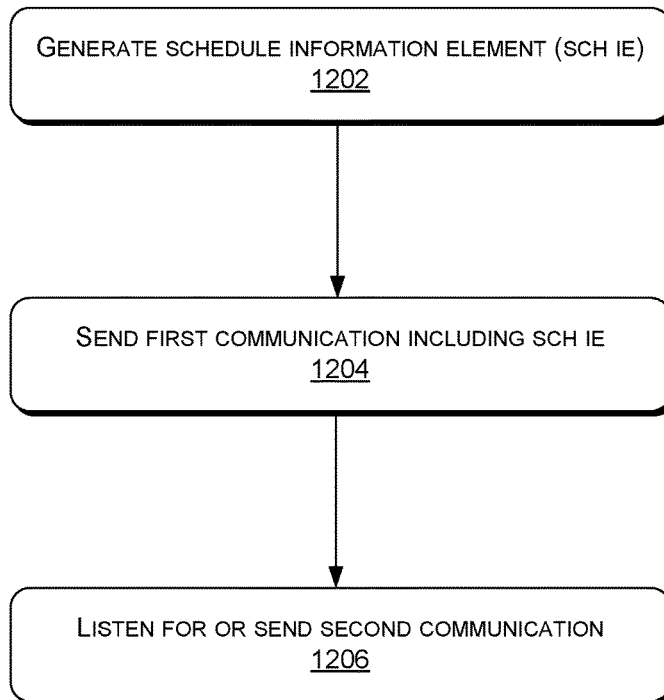 GENERATE SCHEDULE INFORMATION ELEMENT (SCH IE)
1202
SEND FIRST COMMUNICATION INCLUDING SCH IE
1204
LISTEN FOR OR SEND SECOND COMMUNICATION
1206